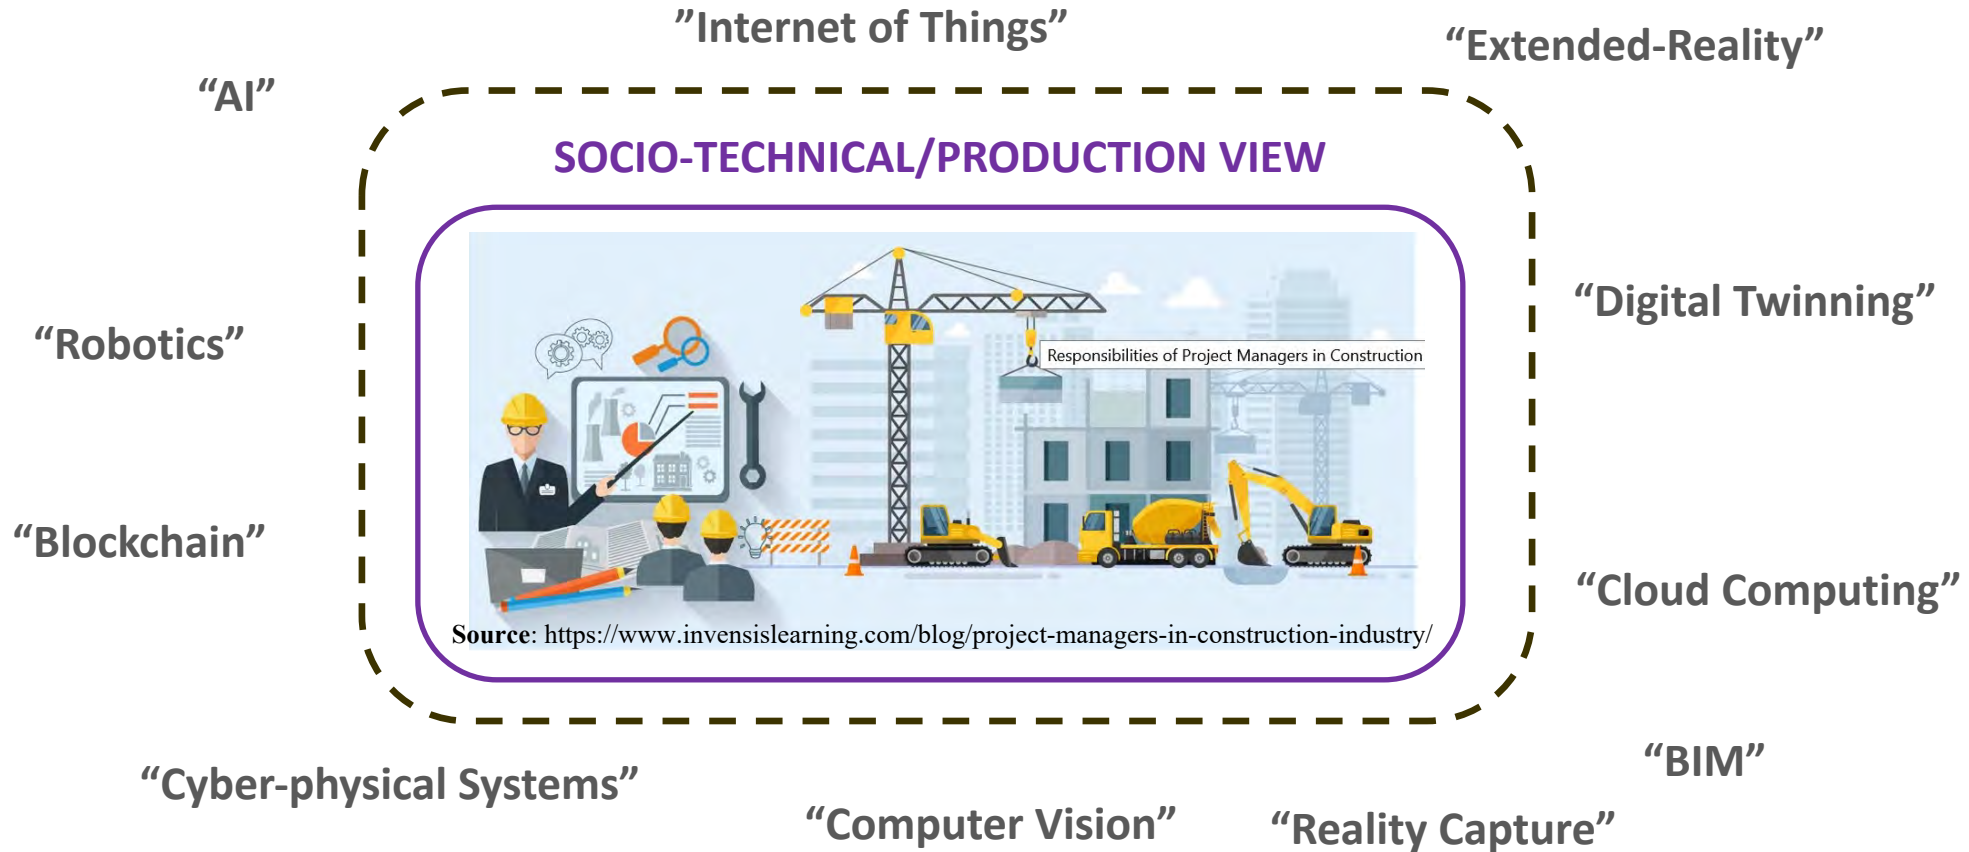 ”Internet of Things”
“Extended-Reality”
“AI”
SOCIO-TECHNICAL/PRODUCTION VIEW
“Digital Twinning”
“Robotics”
Responsibilities of Project Managers in Construction
“Blockchain”
“Cloud Computing”
Source: https://www.invensislearning.com/blog/project-managers-in-construction-industry/
“BIM”
“Cyber-physical Systems”
“Computer Vision”
“Reality Capture”